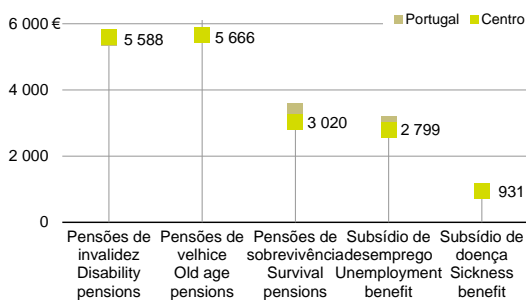 6 000 €
4 000
2 000
0
Portugal
Centro
5 588
5 666
3 020
2 799
931
Pensões de
invalidez
Disability
pensions
Pensões de
velhice
Old age
pensions
Pensões de
sobrevivência
Survival
pensions
Subsídio de
desemprego
Unemployment
benefit
Subsídio de
doença
Sickness
benefit